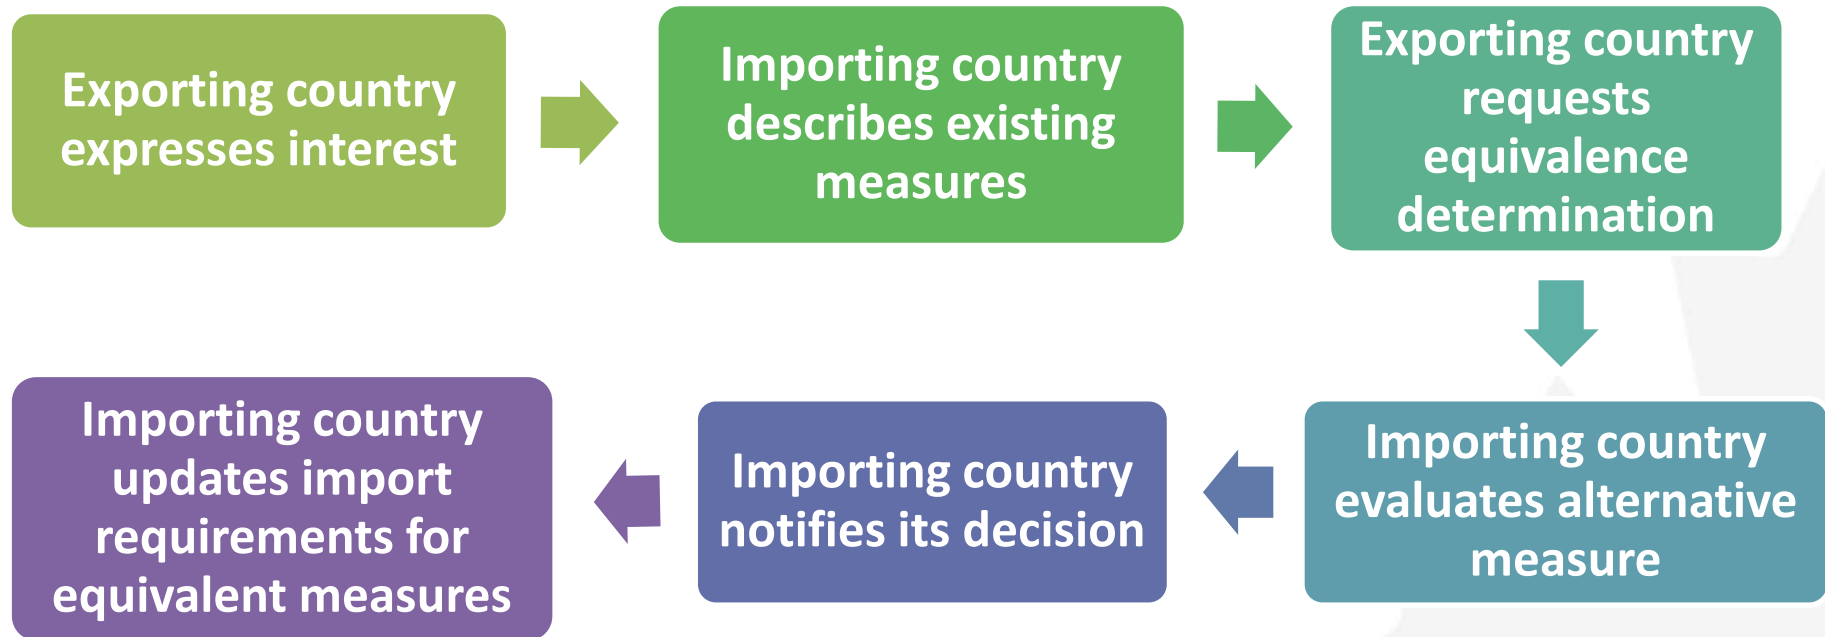 Exporting country
expresses interest
Importing country
describes existing
measures
Exporting country
requests
equivalence
determination
Importing country
evaluates alternative
measure
Importing country
notifies its decision
Importing country
updates import
requirements for
equivalent measures